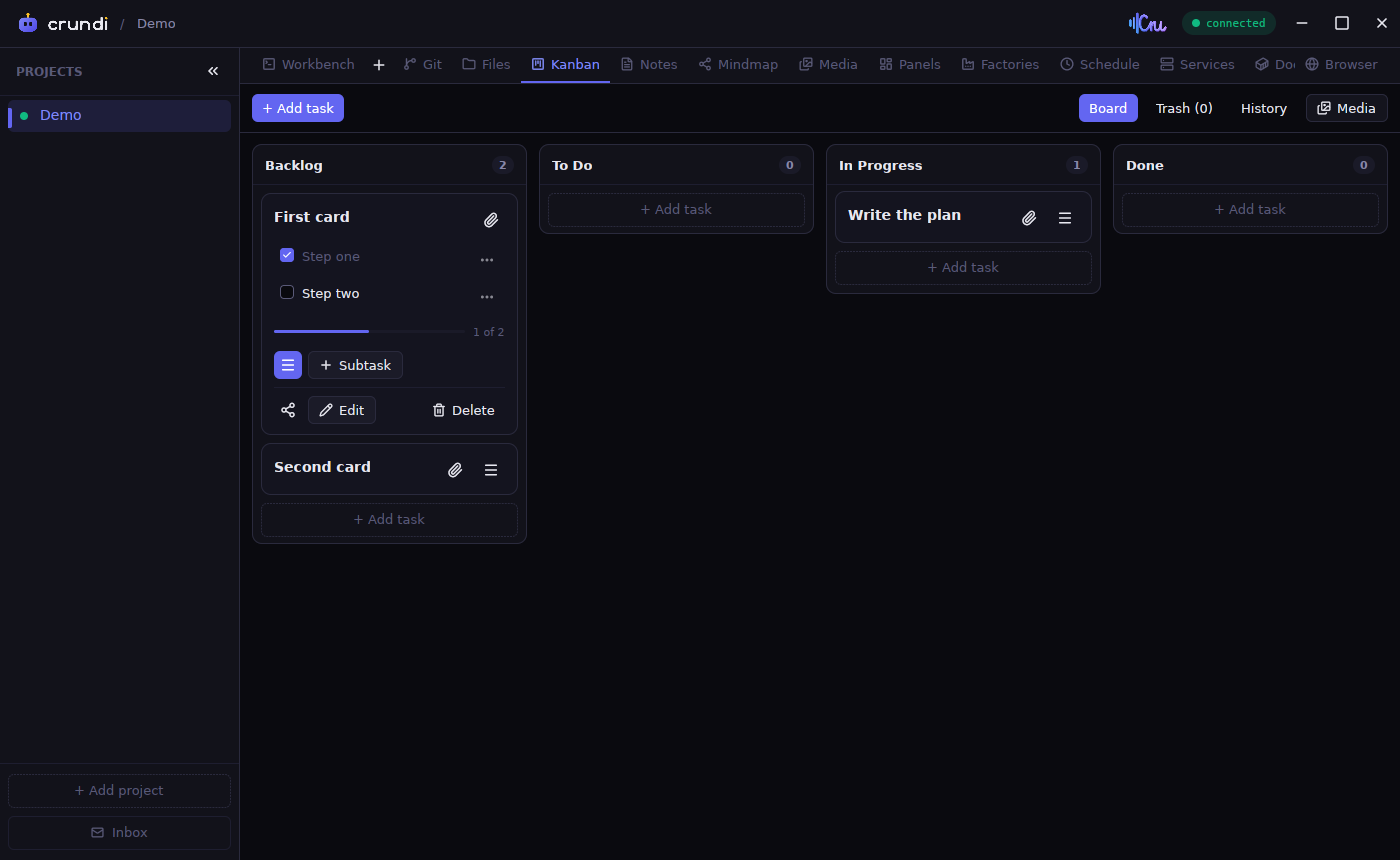 crundi / Demo
Cru
connected
PROJECTS
Demo
+ Add project
Inbox
Workbench
Git
Files
Kanban
Notes
Mindmap
Media
Panels
Factories
Schedule
Services
Browser
+ Add task
Board
Trash (0)
History
Media
Backlog 2
First card
Step one
Step two
1 of 2
+ Subtask
Edit
Delete
Second card
+ Add task
To Do 0
+ Add task
In Progress 1
Write the plan
+ Add task
Done 0
+ Add task